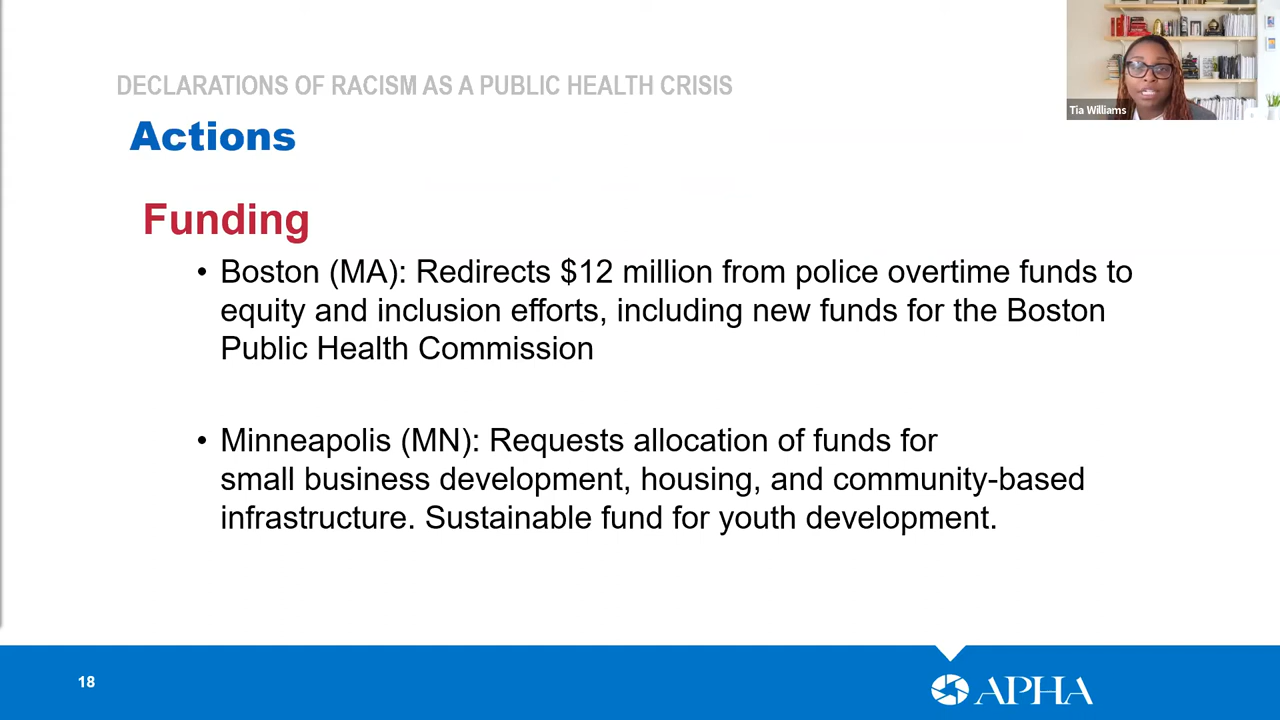 DECLARATIONS OF RACISM AS A PUBLIC HEALTH CRISIS
Actions
Tia Williams
Funding
• Boston (MA): Redirects $12 million from police overtime funds to
equity and inclusion efforts, including new funds for the Boston
Public Health Commission
• Minneapolis (MN): Requests allocation of funds for
small business development, housing, and community-based
infrastructure. Sustainable fund for youth development.
18
APHA